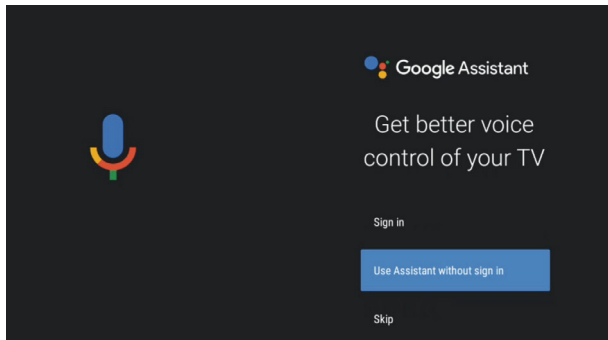 Google Assistant
Get better voice
control of your TV
Sign in
Use Assistant without sign in
Skip